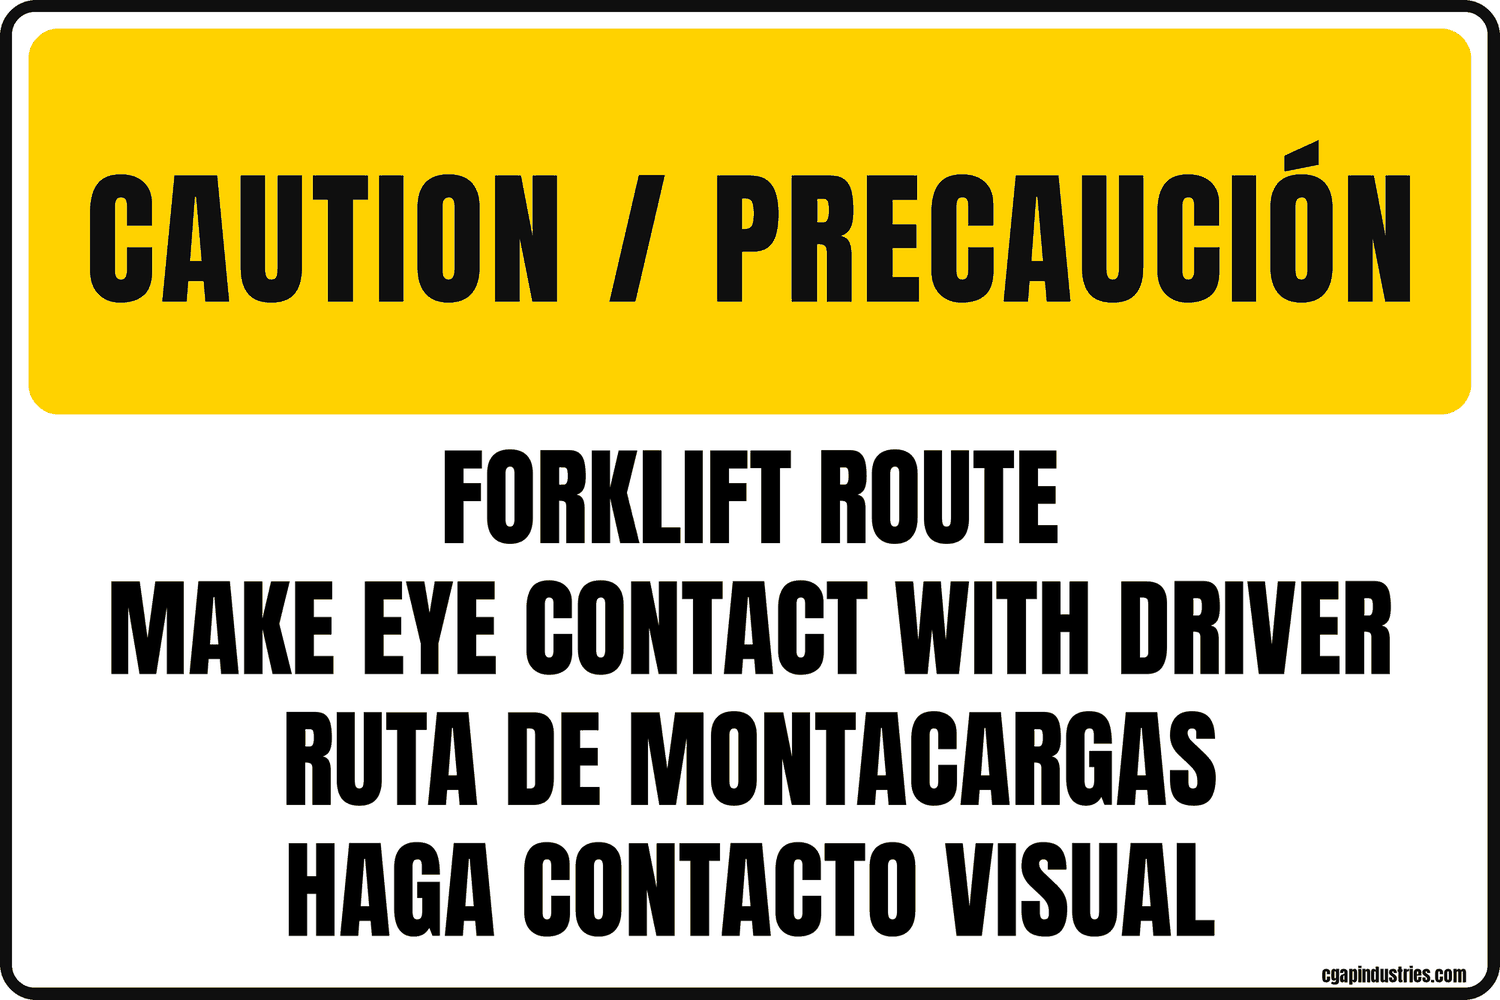 CAUTION / PRECAUCIÓN
FORKLIFT ROUTE
MAKE EYE CONTACT WITH DRIVER
RUTA DE MONTACARGAS
HAGA CONTACTO VISUAL
cgapindustries.com